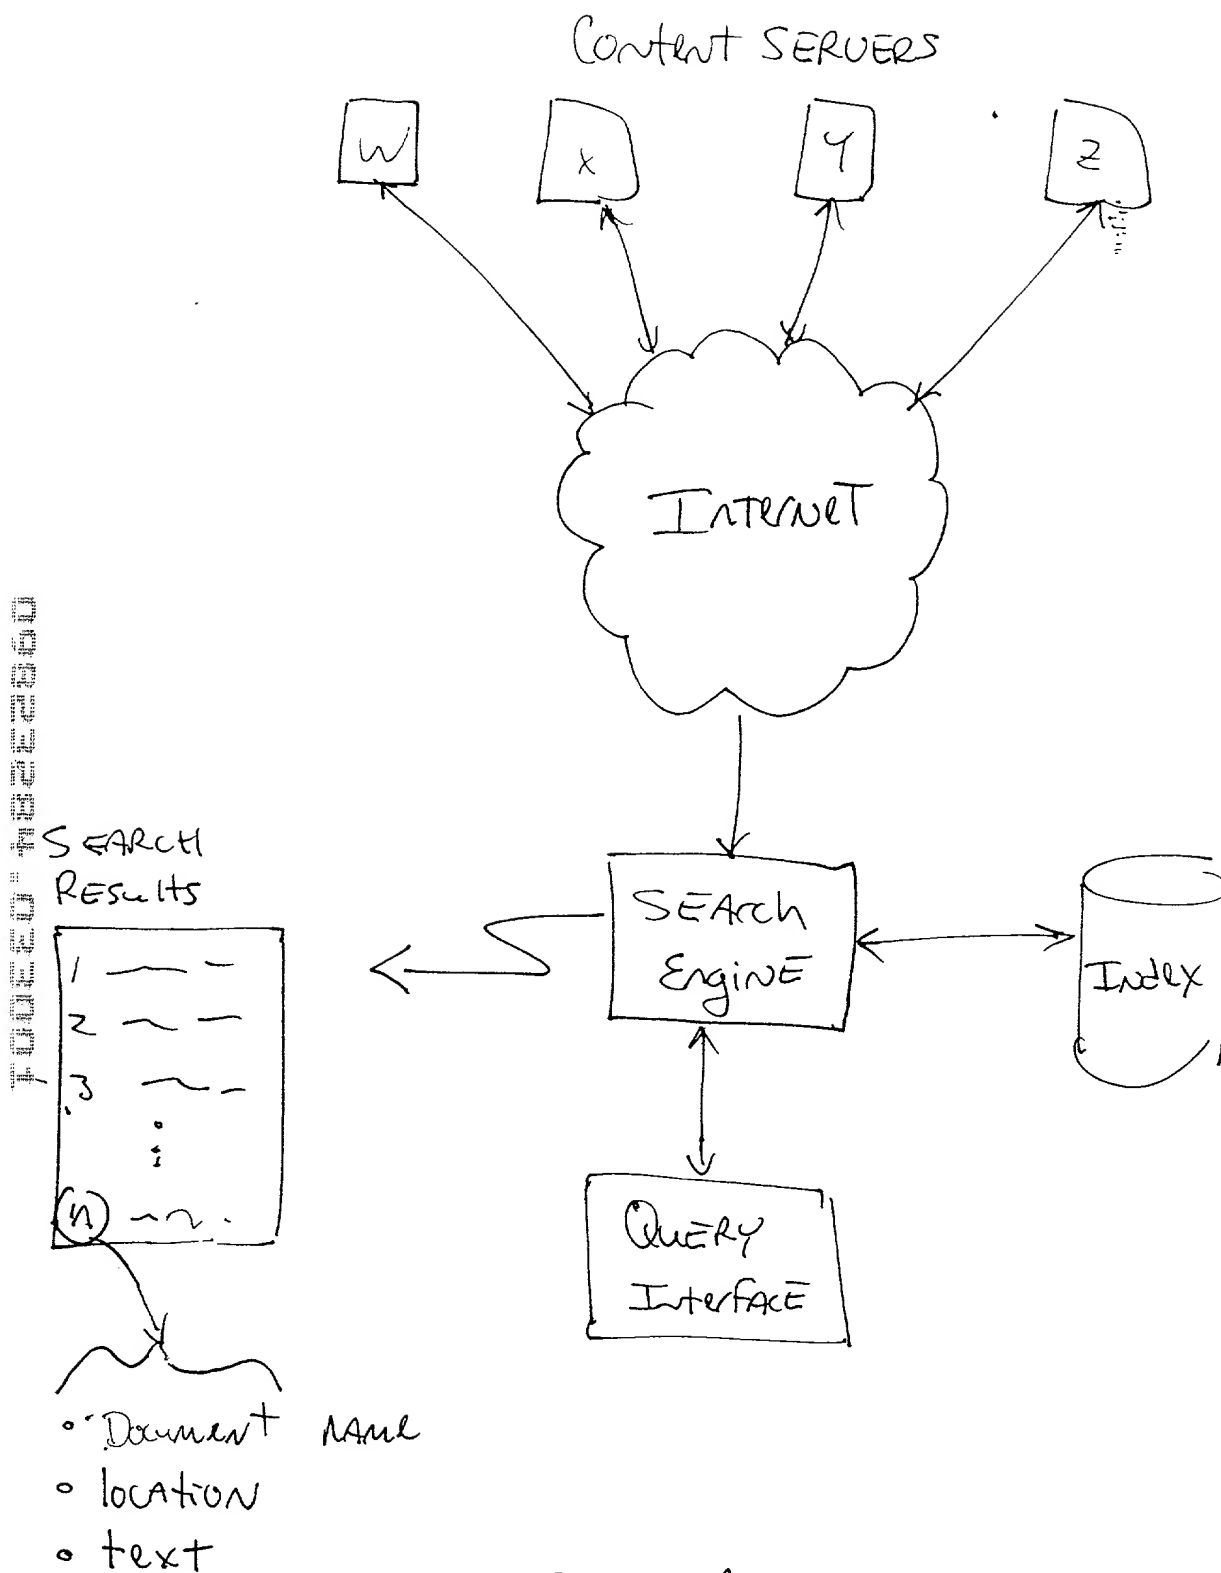 Content SERVERS
W
X
Y
Z
INTERNET
SEARCH
RESULTS
1
2
3
n
SEARCH
ENGINE
INDEX
QUERY
INTERFACE
Document NAME
location
text